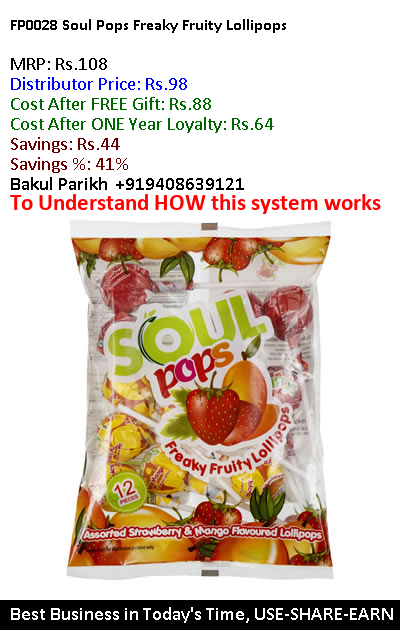 FP0028 Soul Pops Freaky Fruity Lollipops
MRP: Rs.108
Distributor Price: Rs.98
Cost After FREE Gift: Rs.88
Cost After ONE Year Loyalty: Rs.64
Savings: Rs.44
Savings %: 41%
Bakul Parikh +919408639121
To Understand HOW this system works
SOUL
pops
Freaky Fruity Lollipops
12
PIECES
Assorted Strawberry & Mango Flavoured Lollipops
Best Business in Today's Time, USE-SHARE-EARN